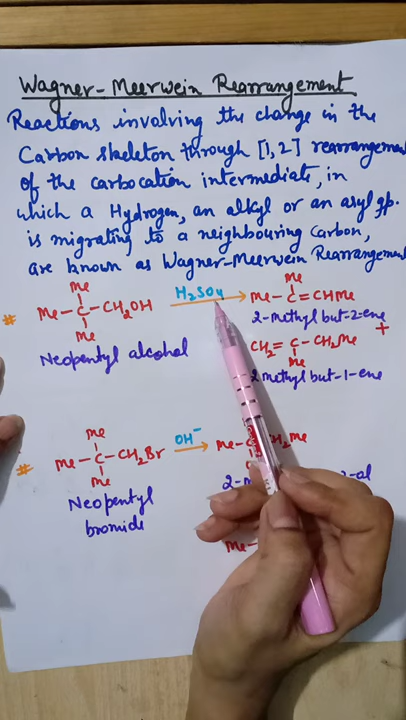 Wagner-Meerwein Rearrangement
Reactions involving the change in the
Carbon skeleton through [1,2] rearrangement
of the carbocation intermediate, in
which a Hydrogen, an alkyl or an aryl gp.
is migrating to a neighbouring Carbon,
are known as Wagner-Meerwein Rearrangement
Me
# Me-C-CH2OH H2SO4 Me-C=CHMe
Me
Me
2-methyl but-2-ene
+
Neopentyl alcohol
CH2=C-CH2Me
Me
2 methyl but-1-ene
Me
# Me-C-CH2Br OH⁻ Me-
Me
Neopentyl
bromide
Me-